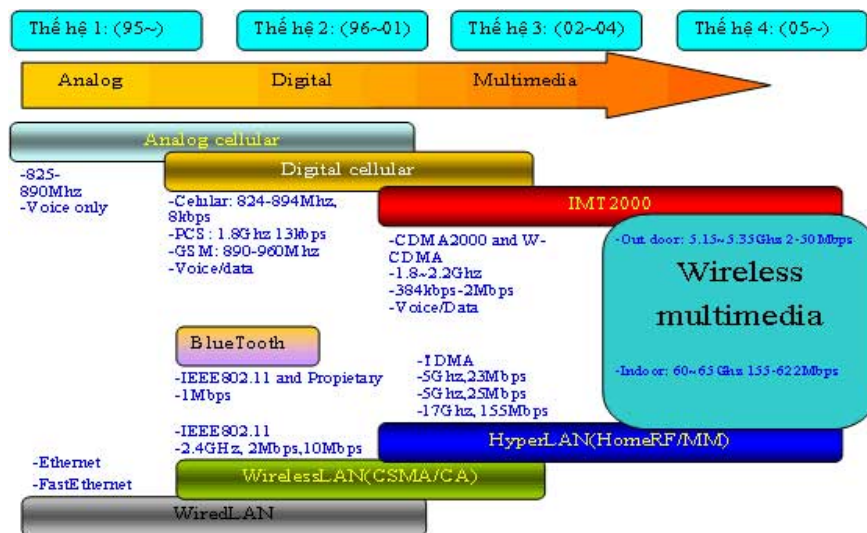 Thế hệ 1: (95~)
Thế hệ 2: (96~01)
Thế hệ 3: (02~04)
Thế hệ 4: (05~)
Analog
Digital
Multimedia
Analog cellular
-825-
890Mhz
-Voice only
Digital cellular
-Celular: 824-894Mhz,
8kbps
-PCS: 1.8Ghz 13kbps
-GSM: 890-960Mhz
-Voice/data
IMT2000
-CDMA2000 and W-
CDMA
-1.8~2.2Ghz
-384kbps-2Mbps
-Voice/Data
-Out door: 5.15~5.35Ghz 2-50Mbps
Wireless
multimedia
-Indoor: 60~65Ghz 155-622Mbps
BlueTooth
-IEEE802.11 and Propietary
-1Mbps
-TDMA
-5Ghz,23Mbps
-5Ghz,25Mbps
-17Ghz, 155Mbps
-IEEE802.11
-2.4GHz, 2Mbps,10Mbps
HyperLAN(HomeRF/MM)
-Ethernet
-FastEthernet
WirelessLAN(CSMA/CA)
WiredLAN